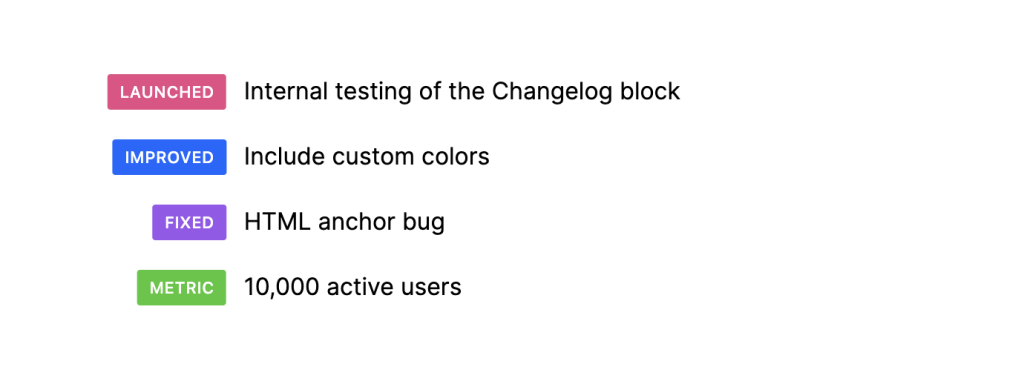 LAUNCHED Internal testing of the Changelog block
IMPROVED Include custom colors
FIXED HTML anchor bug
METRIC 10,000 active users